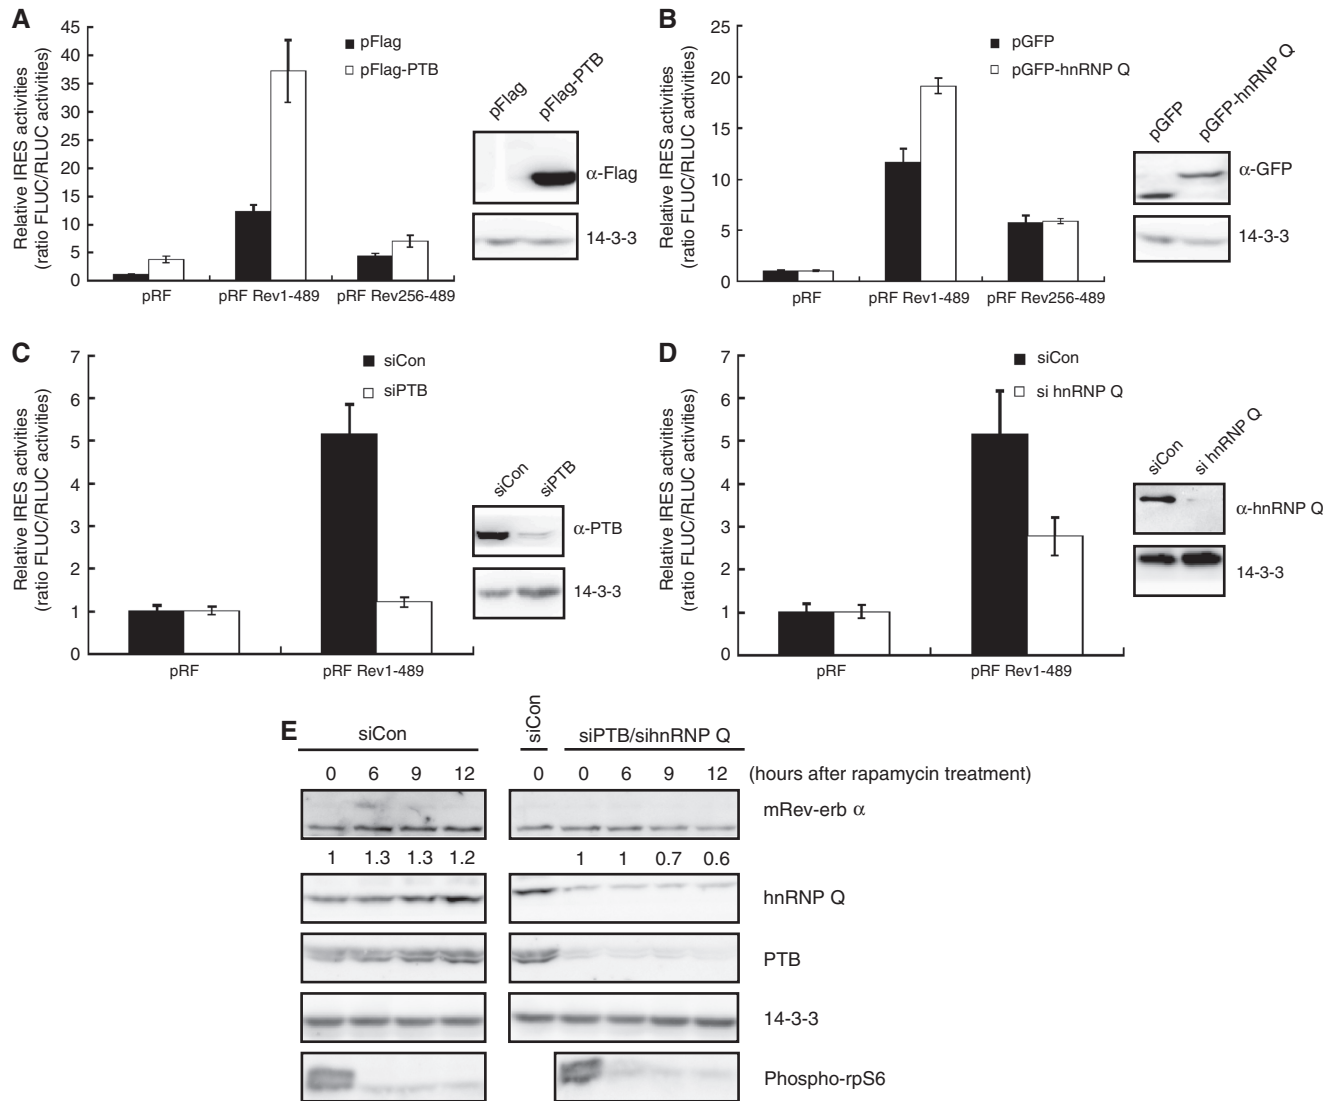 A
Relative IRES activities
(ratio FLUC/RLUC activities)
45
40
35
30
25
20
15
10
5
0
pFlag
pFlag-PTB
pRF
pRF Rev1-489
pRF Rev256-489
pFlag
pFlag-PTB
α-Flag
14-3-3
B
Relative IRES activities
(ratio FLUC/RLUC activities)
25
20
15
10
5
0
pGFP
pGFP-hnRNP Q
pRF
pRF Rev1-489
pRF Rev256-489
pGFP
pGFP-hnRNP Q
α-GFP
14-3-3
C
Relative IRES activities
(ratio FLUC/RLUC activities)
7
6
5
4
3
2
1
0
siCon
siPTB
pRF
pRF Rev1-489
siCon
siPTB
α-PTB
14-3-3
D
Relative IRES activities
(ratio FLUC/RLUC activities)
7
6
5
4
3
2
1
0
siCon
si hnRNP Q
pRF
pRF Rev1-489
siCon
si hnRNP Q
α-hnRNP Q
14-3-3
E
siCon
siCon
siPTB/sihnRNP Q
0 6 9 12 0 0 6 9 12 (hours after rapamycin treatment)
mRev-erb α
1 1.3 1.3 1.2 1 1 0.7 0.6
hnRNP Q
PTB
14-3-3
Phospho-rpS6